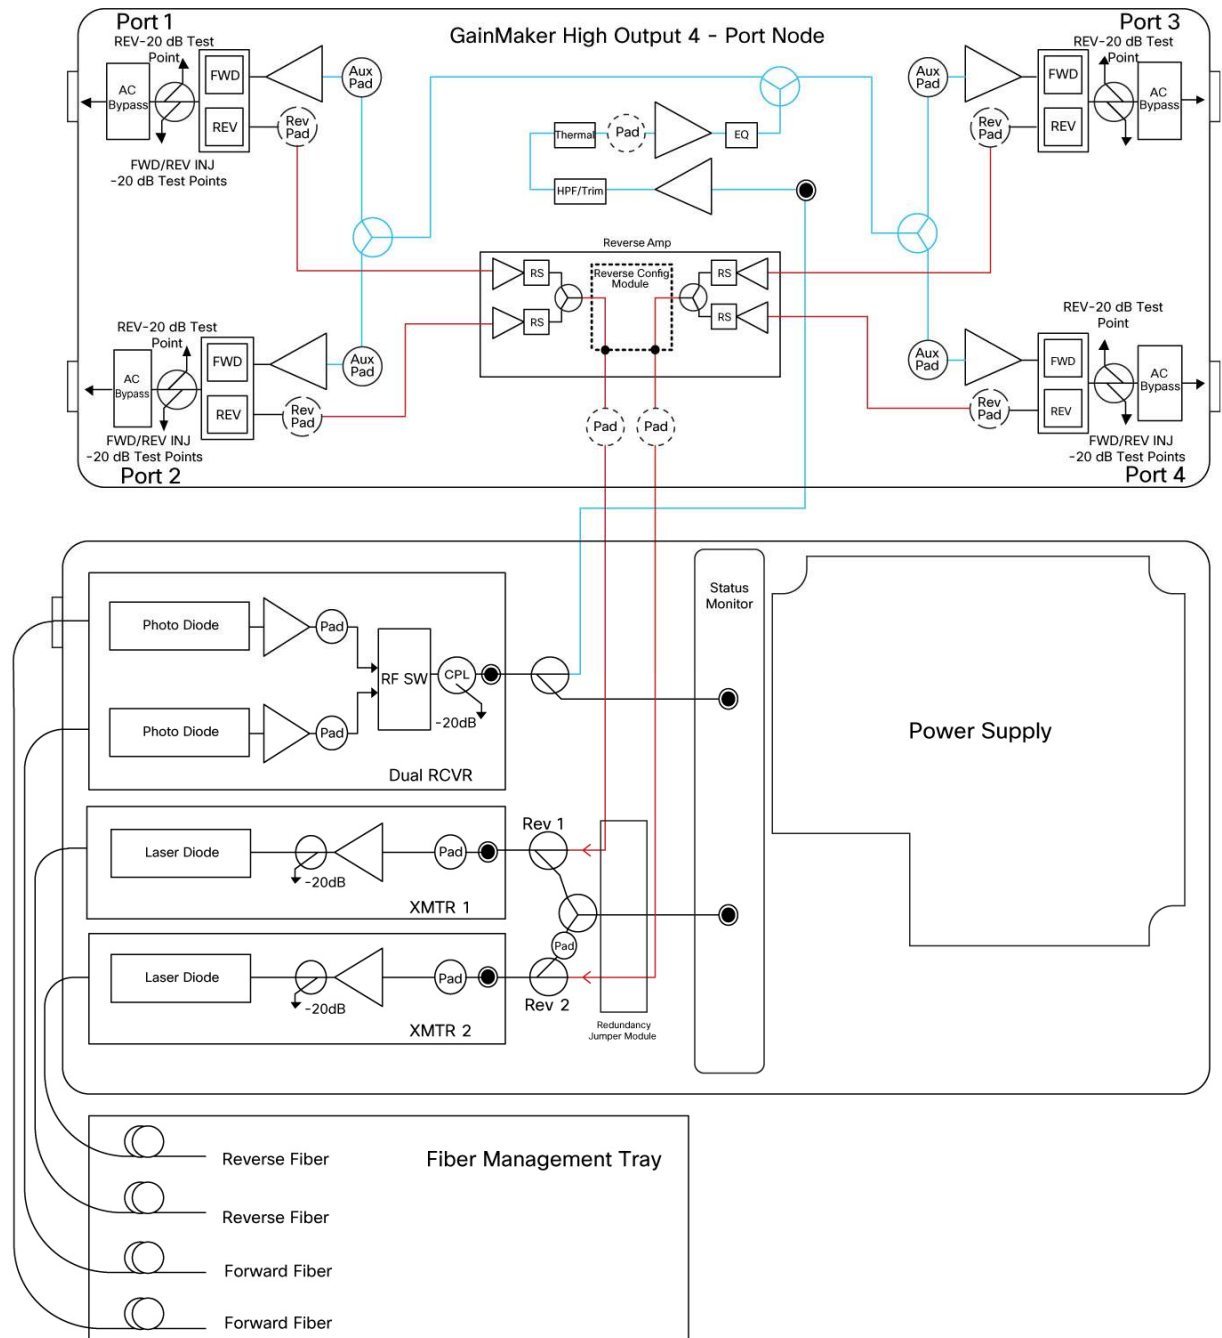 Port 1
GainMaker High Output 4 - Port Node
Port 3
REV-20 dB Test
Point
REV-20 dB Test
Point
AC
Bypass
FWD
REV
Aux
Pad
Rev
Pad
FWD/REV INJ
-20 dB Test Points
Thermal
Pad
EQ
HPF/Trim
Aux
Pad
Rev
Pad
FWD
REV
AC
Bypass
FWD/REV INJ
-20 dB Test Points
Reverse Amp
RS
RS
Reverse Config
Module
RS
RS
REV-20 dB Test
Point
AC
Bypass
FWD
REV
Aux
Pad
Rev
Pad
FWD/REV INJ
-20 dB Test Points
Port 2
Pad
Pad
REV-20 dB Test
Point
Aux
Pad
Rev
Pad
FWD
REV
AC
Bypass
FWD/REV INJ
-20 dB Test Points
Port 4
Photo Diode
Pad
RF SW
CPL
-20dB
Photo Diode
Pad
Dual RCVR
Status
Monitor
Power Supply
Laser Diode
-20dB
Pad
XMTR 1
Rev 1
Pad
Laser Diode
-20dB
Pad
XMTR 2
Rev 2
Redundancy
Jumper Module
Fiber Management Tray
Reverse Fiber
Reverse Fiber
Forward Fiber
Forward Fiber